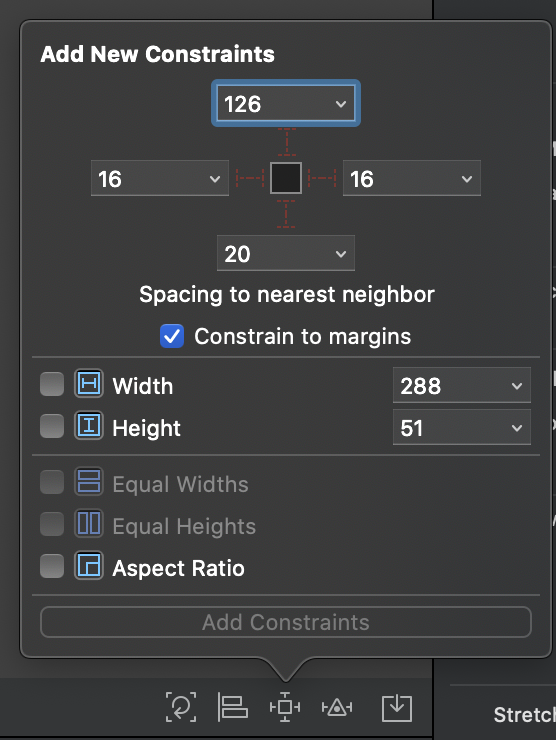 Add New Constraints
126
16
16
20
Spacing to nearest neighbor
Constrain to margins
Width
288
Height
51
Equal Widths
Equal Heights
Aspect Ratio
Add Constraints
Stretch